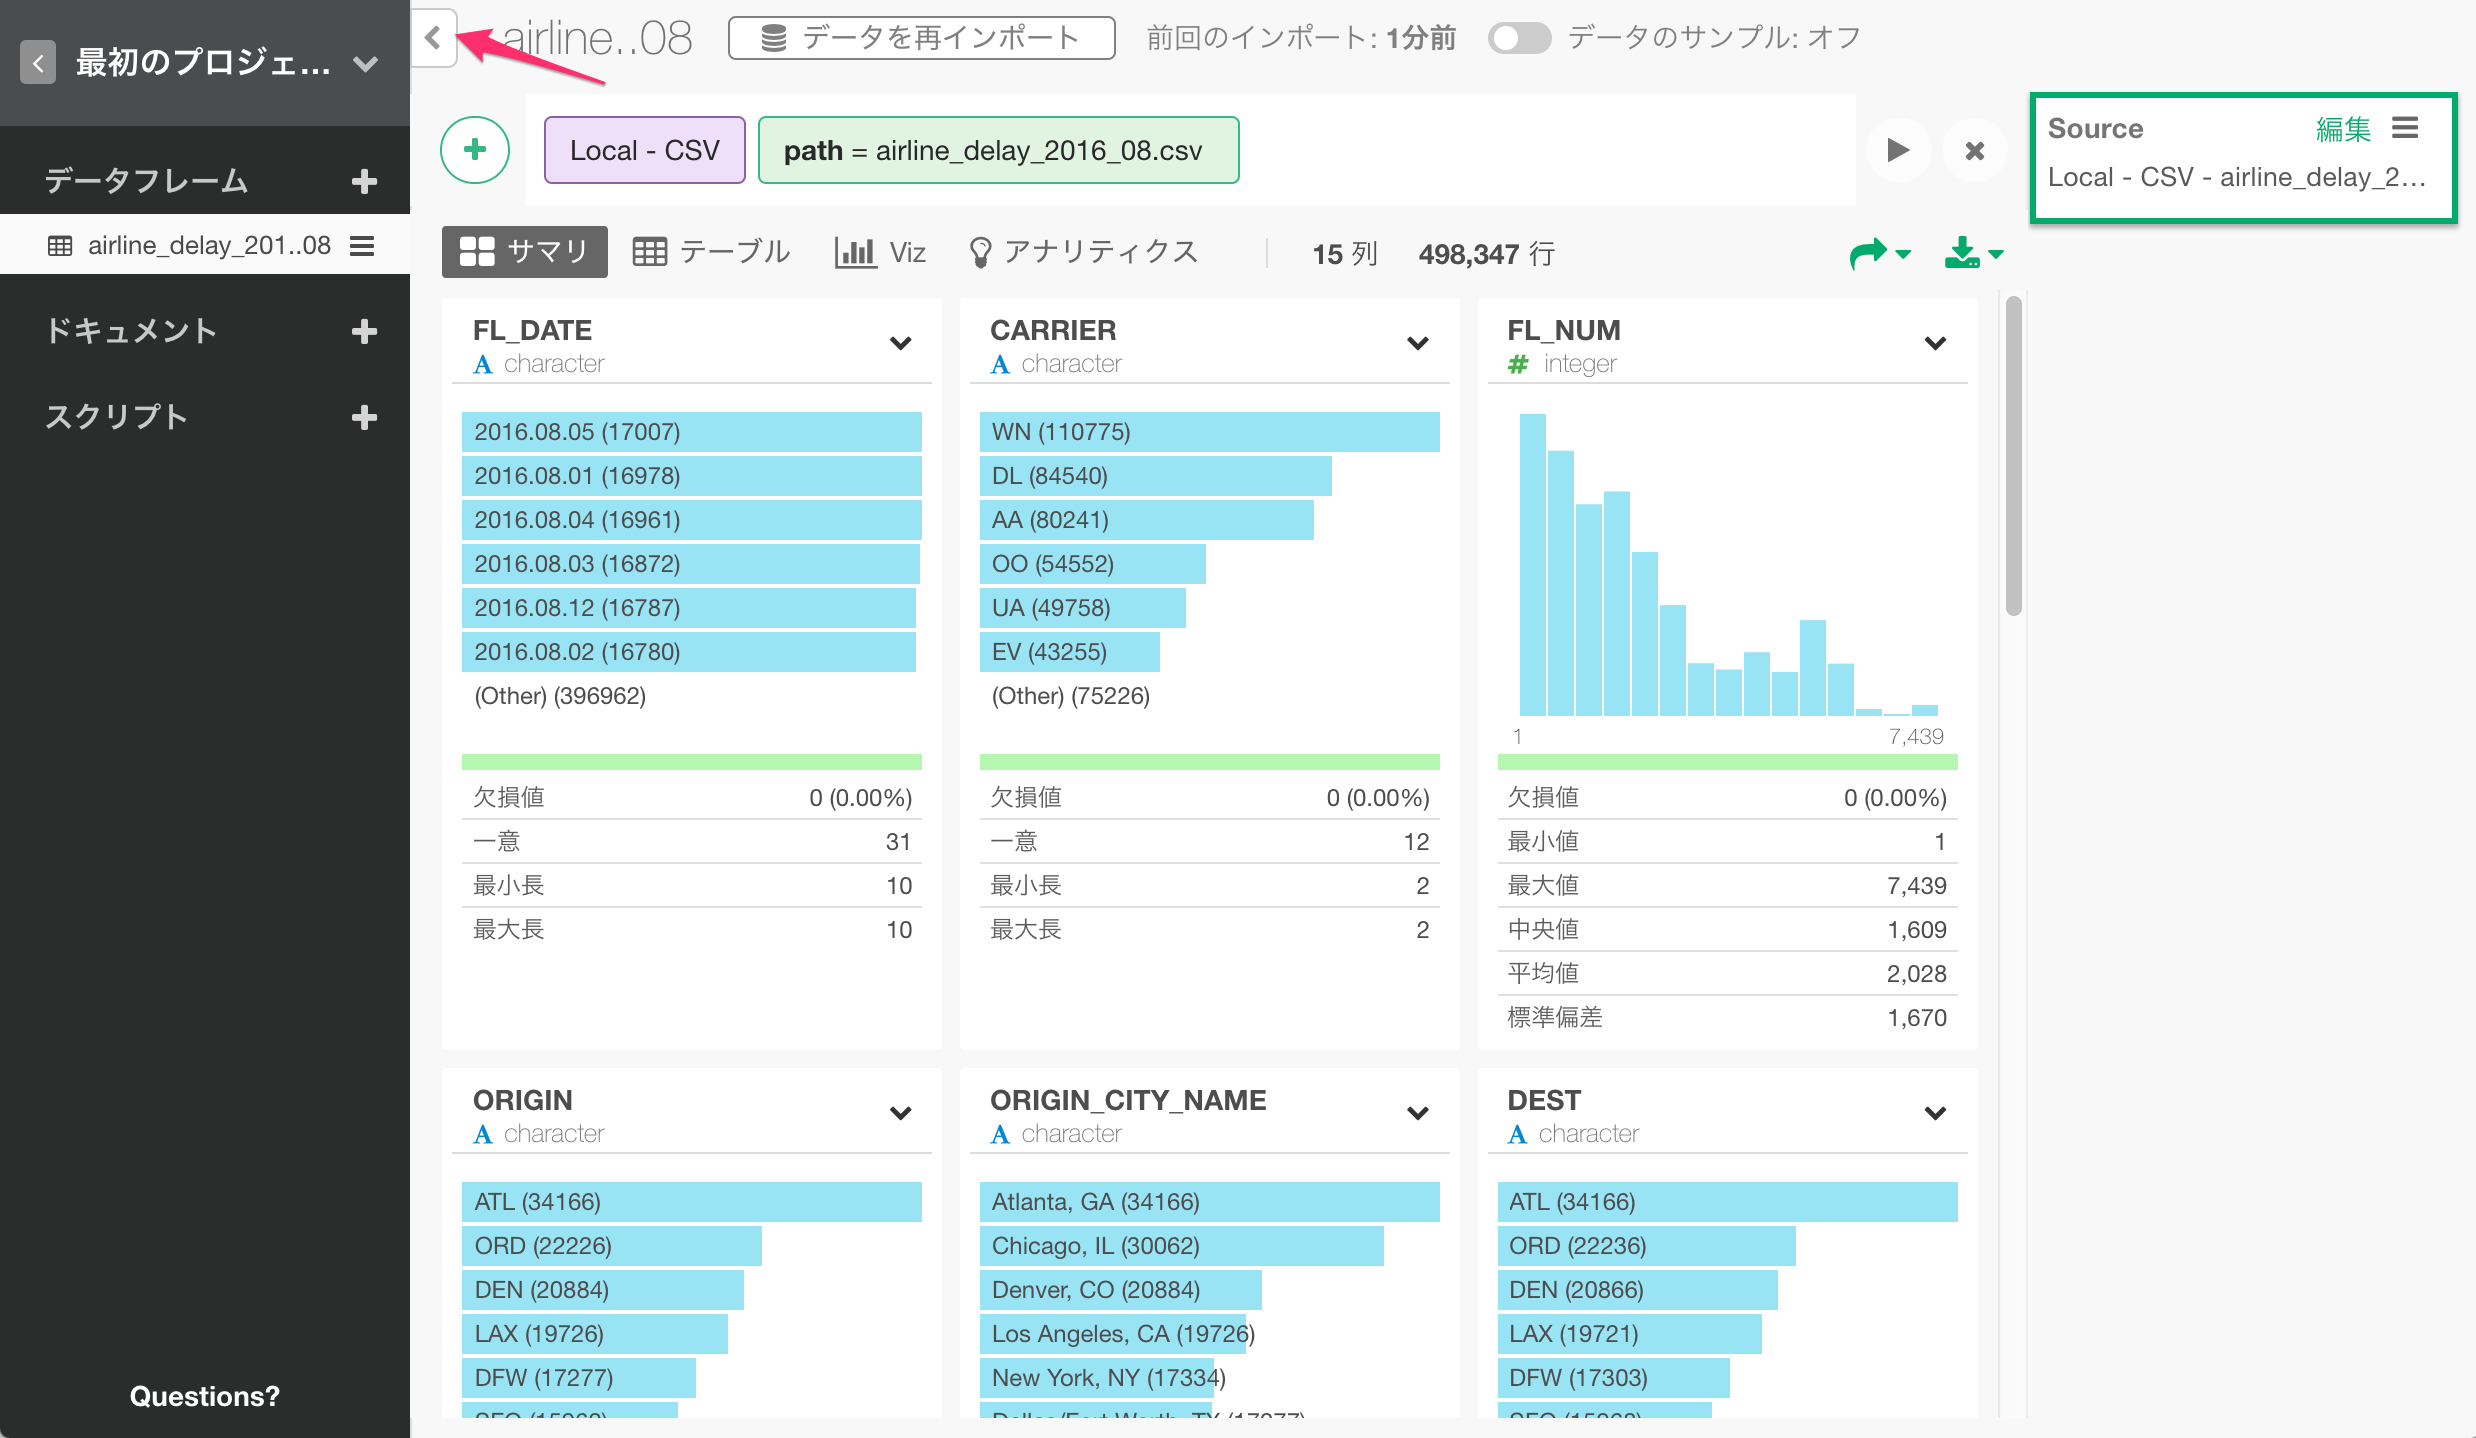 最初のプロジェ...
データフレーム
airline_delay_201..08
ドキュメント
スクリプト
Questions?
airline..08
データを再インポート
前回のインポート: 1分前
データのサンプル: オフ
Local - CSV
path = airline_delay_2016_08.csv
Source
編集
Local - CSV - airline_delay_2...
サマリ
テーブル
Viz
アナリティクス
15 列
498,347 行
FL_DATE
A character
2016.08.05 (17007)
2016.08.01 (16978)
2016.08.04 (16961)
2016.08.03 (16872)
2016.08.12 (16787)
2016.08.02 (16780)
(Other) (396962)
欠損値 0 (0.00%)
一意 31
最小長 10
最大長 10
CARRIER
A character
WN (110775)
DL (84540)
AA (80241)
OO (54552)
UA (49758)
EV (43255)
(Other) (75226)
欠損値 0 (0.00%)
一意 12
最小長 2
最大長 2
FL_NUM
# integer
1 7,439
欠損値 0 (0.00%)
最小値 1
最大値 7,439
中央値 1,609
平均値 2,028
標準偏差 1,670
ORIGIN
A character
ATL (34166)
ORD (22226)
DEN (20884)
LAX (19726)
DFW (17277)
ORIGIN_CITY_NAME
A character
Atlanta, GA (34166)
Chicago, IL (30062)
Denver, CO (20884)
Los Angeles, CA (19726)
New York, NY (17334)
DEST
A character
ATL (34166)
ORD (22236)
DEN (20866)
LAX (19721)
DFW (17303)